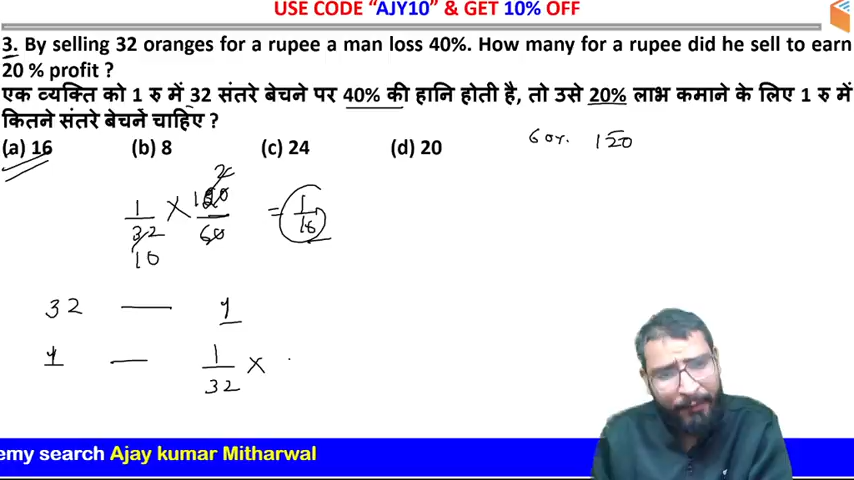 USE CODE "AJY10" & GET 10% OFF
3. By selling 32 oranges for a rupee a man loss 40%. How many for a rupee did he sell to earn
20 % profit ?
एक व्यक्ति को 1 रु में 32 संतरे बेचने पर 40% की हानि होती है, तो उसे 20% लाभ कमाने के लिए 1 रु में
कितने संतरे बेचने चाहिए ?
(a) 16 (b) 8 (c) 24 (d) 20
60%. 120
1/32 × 120/60 = 1/16
32 — 1
1 — 1/32 ×
emy search Ajay kumar Mitharwal